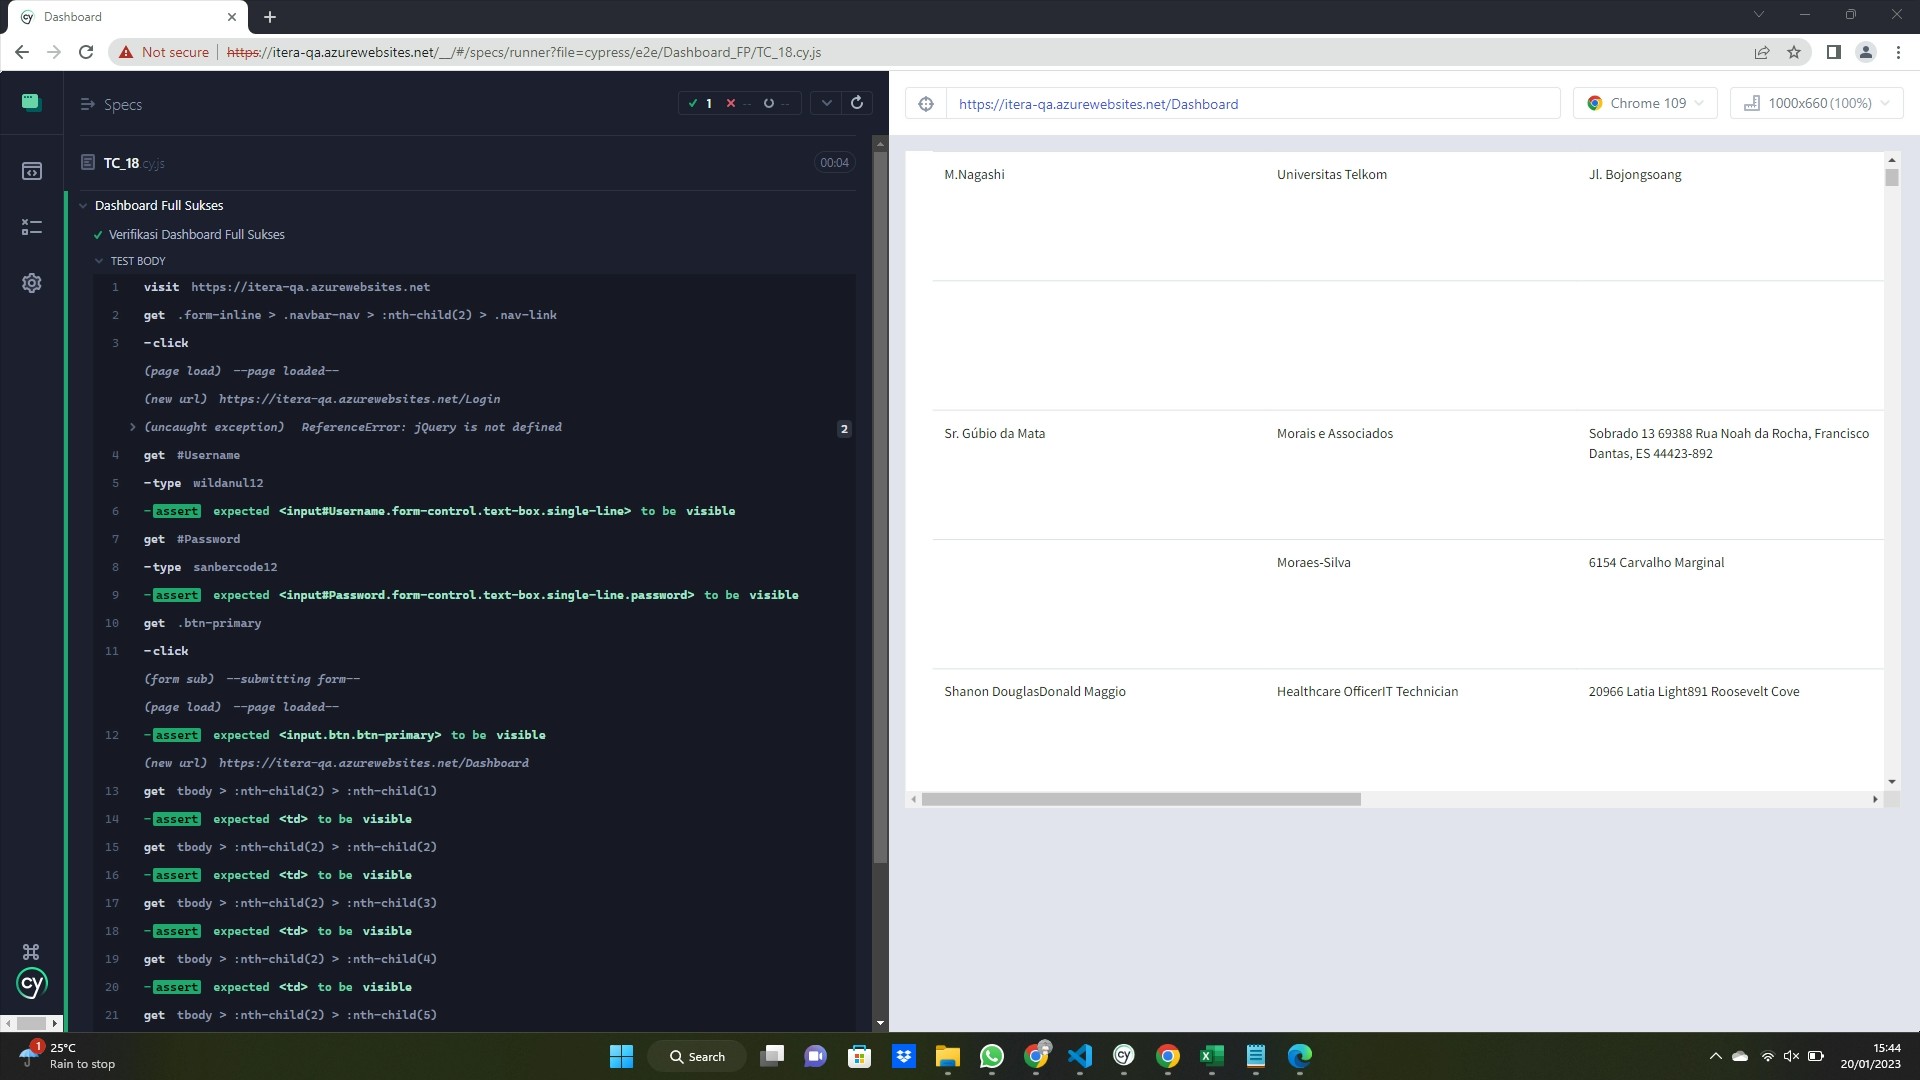 Dashboard
Not secure
https://itera-qa.azurewebsites.net/__/#/specs/runner?file=cypress/e2e/Dashboard_FP/TC_18.cy.js
Specs
1 -- --
https://itera-qa.azurewebsites.net/Dashboard
Chrome 109
1000x660 (100%)
TC_18.cy.js
00:04
Dashboard Full Sukses
Verifikasi Dashboard Full Sukses
TEST BODY
1 visit https://itera-qa.azurewebsites.net
2 get .form-inline > .navbar-nav > :nth-child(2) > .nav-link
3 -click
(page load) --page loaded--
(new url) https://itera-qa.azurewebsites.net/Login
(uncaught exception) ReferenceError: jQuery is not defined 2
4 get #Username
5 -type wildanul12
6 -assert expected <input#Username.form-control.text-box.single-line> to be visible
7 get #Password
8 -type sanbercode12
9 -assert expected <input#Password.form-control.text-box.single-line.password> to be visible
10 get .btn-primary
11 -click
(form sub) --submitting form--
(page load) --page loaded--
12 -assert expected <input.btn.btn-primary> to be visible
(new url) https://itera-qa.azurewebsites.net/Dashboard
13 get tbody > :nth-child(2) > :nth-child(1)
14 -assert expected <td> to be visible
15 get tbody > :nth-child(2) > :nth-child(2)
16 -assert expected <td> to be visible
17 get tbody > :nth-child(2) > :nth-child(3)
18 -assert expected <td> to be visible
19 get tbody > :nth-child(2) > :nth-child(4)
20 -assert expected <td> to be visible
21 get tbody > :nth-child(2) > :nth-child(5)
M.Nagashi Universitas Telkom Jl. Bojongsoang
Sr. Gúbio da Mata Morais e Associados Sobrado 13 69388 Rua Noah da Rocha, Francisco
Dantas, ES 44423-892
Moraes-Silva 6154 Carvalho Marginal
Shanon DouglasDonald Maggio Healthcare OfficerIT Technician 20966 Latia Light891 Roosevelt Cove
cy
1
25°C
Rain to stop
Search
cy
15:44
20/01/2023